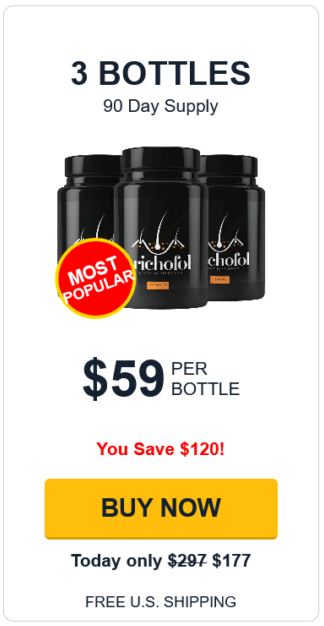 3 BOTTLES
90 Day Supply
richofol
MOST
POPULAR
$59 PER
BOTTLE
You Save $120!
BUY NOW
Today only $297 $177
FREE U.S. SHIPPING